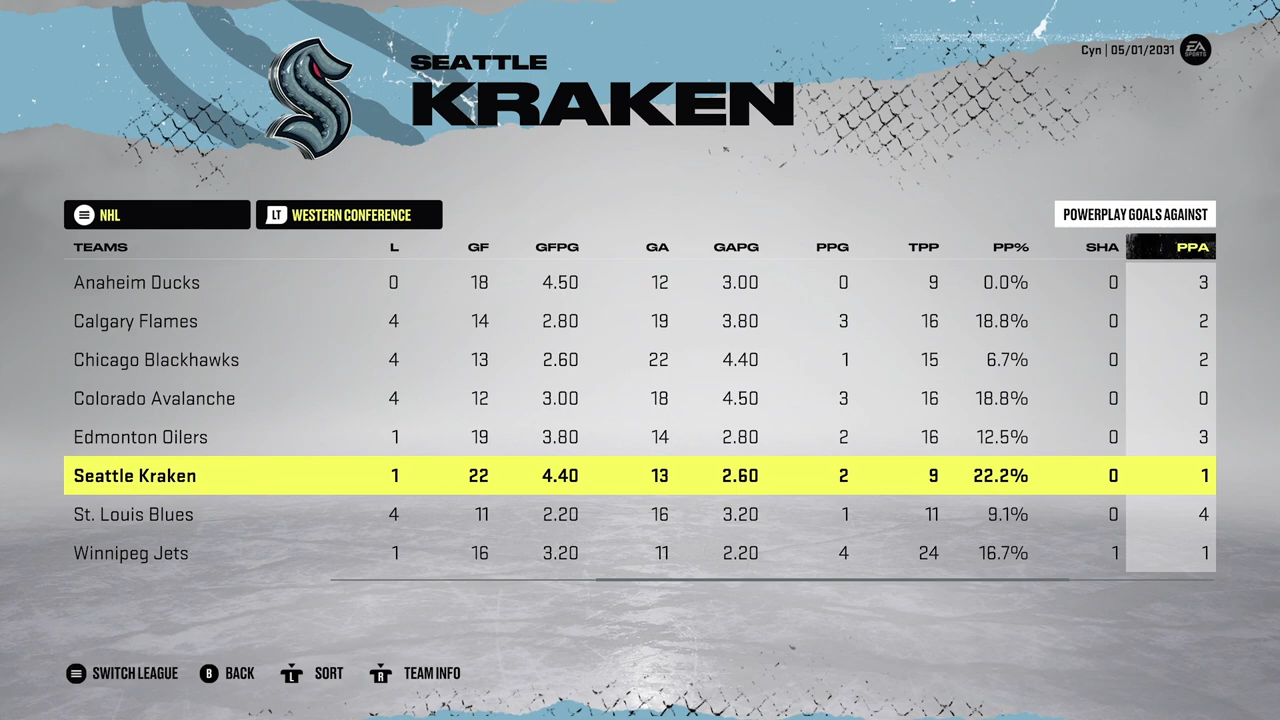 SEATTLE
KRAKEN
Cyn | 05/01/2031
EA SPORTS
NHL
LT WESTERN CONFERENCE
POWERPLAY GOALS AGAINST
TEAMS L GF GFPG GA GAPG PPG TPP PP% SHA PPA
Anaheim Ducks 0 18 4.50 12 3.00 0 9 0.0% 0 3
Calgary Flames 4 14 2.80 19 3.80 3 16 18.8% 0 2
Chicago Blackhawks 4 13 2.60 22 4.40 1 15 6.7% 0 2
Colorado Avalanche 4 12 3.00 18 4.50 3 16 18.8% 0 0
Edmonton Oilers 1 19 3.80 14 2.80 2 16 12.5% 0 3
Seattle Kraken 1 22 4.40 13 2.60 2 9 22.2% 0 1
St. Louis Blues 4 11 2.20 16 3.20 1 11 9.1% 0 4
Winnipeg Jets 1 16 3.20 11 2.20 4 24 16.7% 1 1
SWITCH LEAGUE B BACK L SORT R TEAM INFO